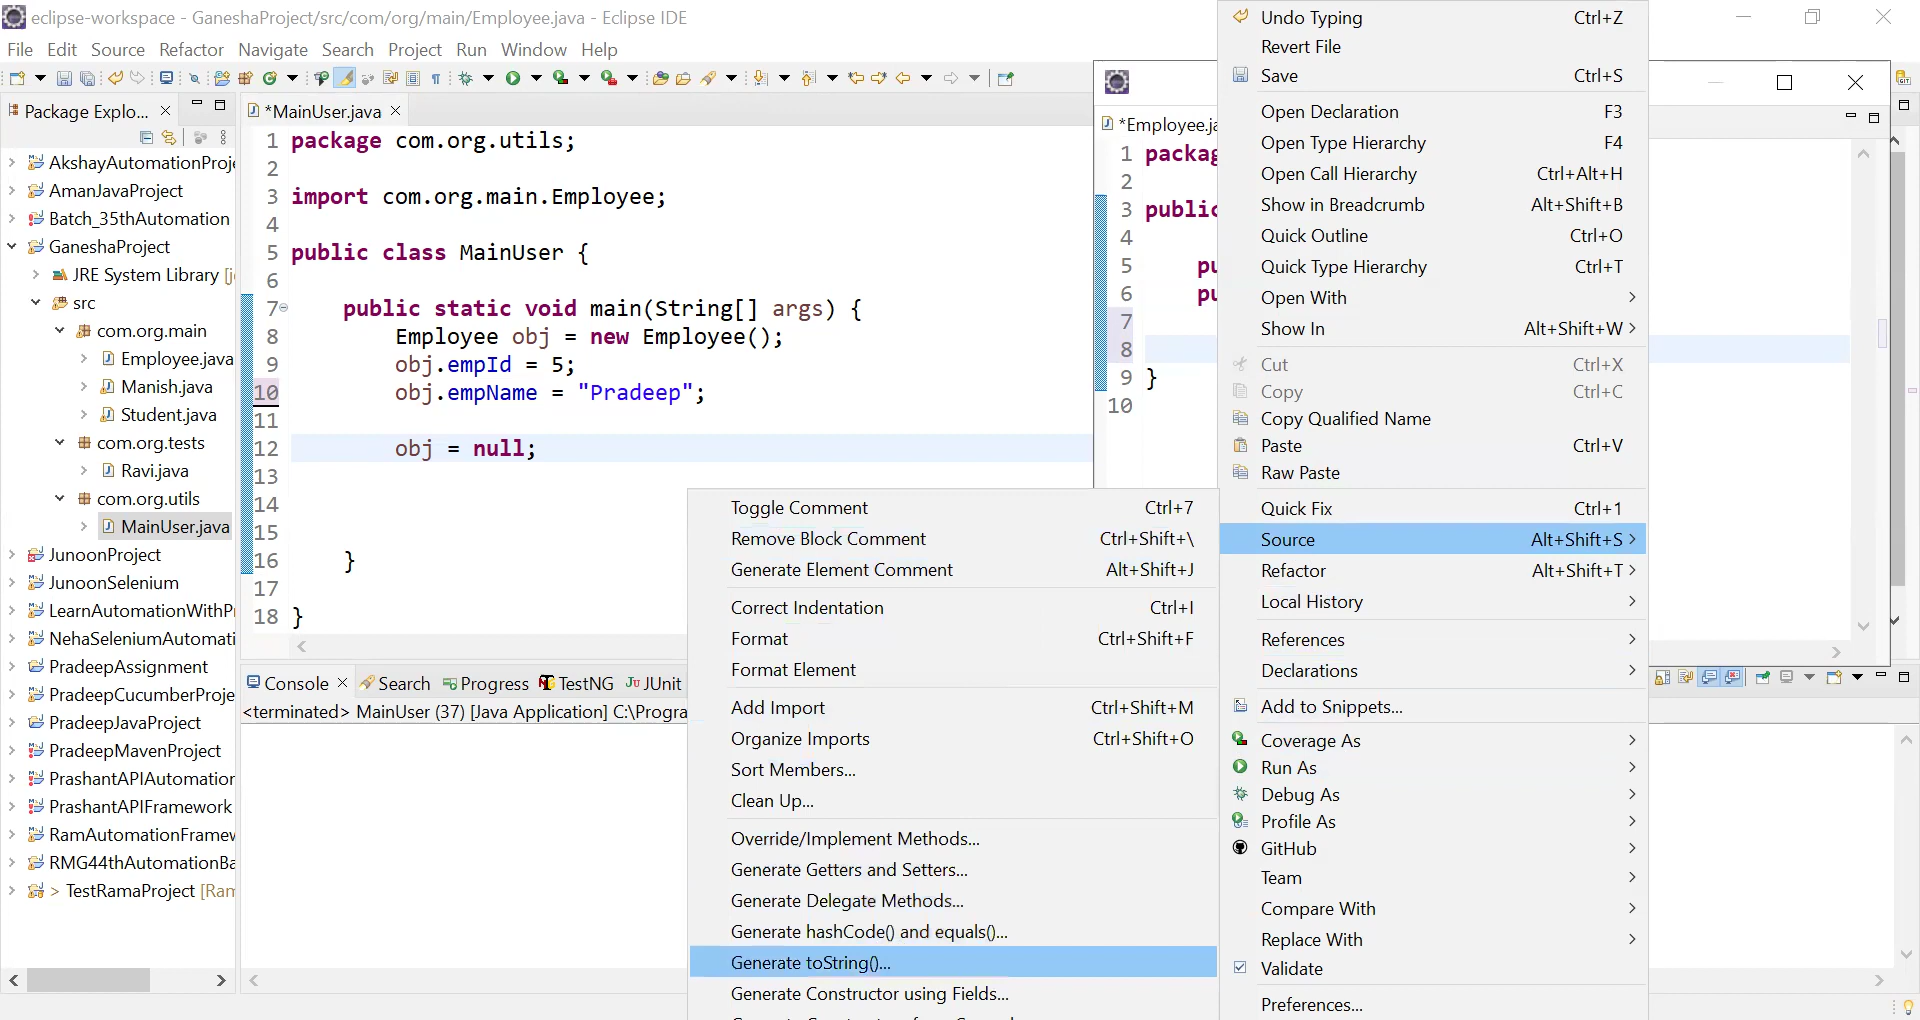 eclipse-workspace - GaneshaProject/src/com/org/main/Employee.java - Eclipse IDE
File Edit Source Refactor Navigate Search Project Run Window Help
Package Explo...
AkshayAutomationProje
AmanJavaProject
Batch_35thAutomation
GaneshaProject
JRE System Library [j
src
com.org.main
Employee.java
Manish.java
Student.java
com.org.tests
Ravi.java
com.org.utils
MainUser.java
JunoonProject
JunoonSelenium
LearnAutomationWithPr
NehaSeleniumAutomati
PradeepAssignment
PradeepCucumberProje
PradeepJavaProject
PradeepMavenProject
PrashantAPIAutomation
PrashantAPIFramework
RamAutomationFramew
RMG44thAutomationBa
> TestRamaProject [Ram
*MainUser.java
1 package com.org.utils;
2
3 import com.org.main.Employee;
4
5 public class MainUser {
6
7 public static void main(String[] args) {
8 Employee obj = new Employee();
9 obj.empId = 5;
10 obj.empName = "Pradeep";
11
12 obj = null;
13
14
15
16 }
17
18 }
Console Search Progress TestNG JUnit
<terminated> MainUser (37) [Java Application] C:\Progra
*Employee.ja
1 packag
2
3 public
4
5 pu
6 pu
7
8
9 }
10
Undo Typing Ctrl+Z
Revert File
Save Ctrl+S
Open Declaration F3
Open Type Hierarchy F4
Open Call Hierarchy Ctrl+Alt+H
Show in Breadcrumb Alt+Shift+B
Quick Outline Ctrl+O
Quick Type Hierarchy Ctrl+T
Open With
Show In Alt+Shift+W
Cut Ctrl+X
Copy Ctrl+C
Copy Qualified Name
Paste Ctrl+V
Raw Paste
Quick Fix Ctrl+1
Source Alt+Shift+S
Refactor Alt+Shift+T
Local History
References
Declarations
Add to Snippets...
Coverage As
Run As
Debug As
Profile As
GitHub
Team
Compare With
Replace With
Validate
Preferences...
Toggle Comment Ctrl+7
Remove Block Comment Ctrl+Shift+\
Generate Element Comment Alt+Shift+J
Correct Indentation Ctrl+I
Format Ctrl+Shift+F
Format Element
Add Import Ctrl+Shift+M
Organize Imports Ctrl+Shift+O
Sort Members...
Clean Up...
Override/Implement Methods...
Generate Getters and Setters...
Generate Delegate Methods...
Generate hashCode() and equals()...
Generate toString()...
Generate Constructor using Fields...